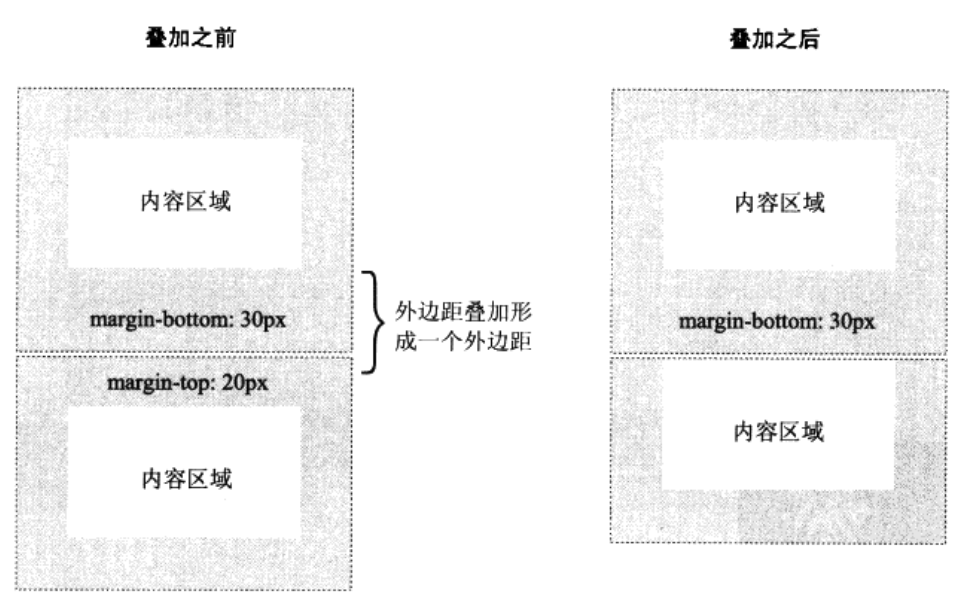 叠加之前
叠加之后
内容区域
内容区域
外边距叠加形
成一个外边距
margin-bottom: 30px
margin-bottom: 30px
margin-top: 20px
内容区域
内容区域